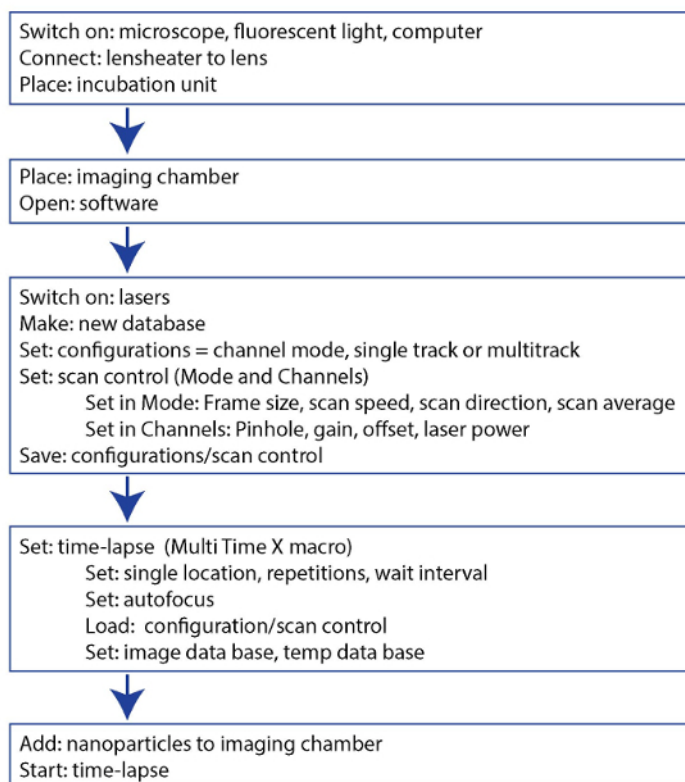 Switch on: microscope, fluorescent light, computer
Connect: lensheater to lens
Place: incubation unit
Place: imaging chamber
Open: software
Switch on: lasers
Make: new database
Set: configurations = channel mode, single track or multitrack
Set: scan control (Mode and Channels)
Set in Mode: Frame size, scan speed, scan direction, scan average
Set in Channels: Pinhole, gain, offset, laser power
Save: configurations/scan control
Set: time-lapse (Multi Time X macro)
Set: single location, repetitions, wait interval
Set: autofocus
Load: configuration/scan control
Set: image data base, temp data base
Add: nanoparticles to imaging chamber
Start: time-lapse